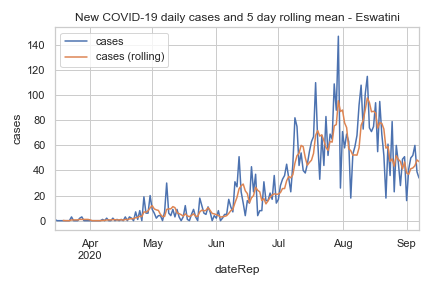 New COVID-19 daily cases and 5 day rolling mean - Eswatini
cases
cases (rolling)
140
120
100
80
60
40
20
0
cases
Apr May Jun Jul Aug Sep
2020
dateRep